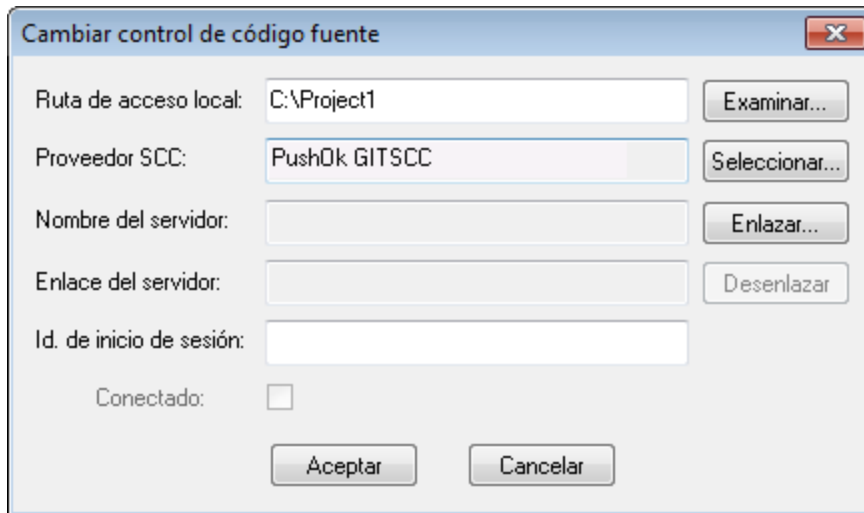 Cambiar control de código fuente
Ruta de acceso local: C:\Project1 Examinar...
Proveedor SCC: PushOk GITSCC Seleccionar...
Nombre del servidor: Enlazar...
Enlace del servidor: Desenlazar
Id. de inicio de sesión:
Conectado:
Aceptar Cancelar